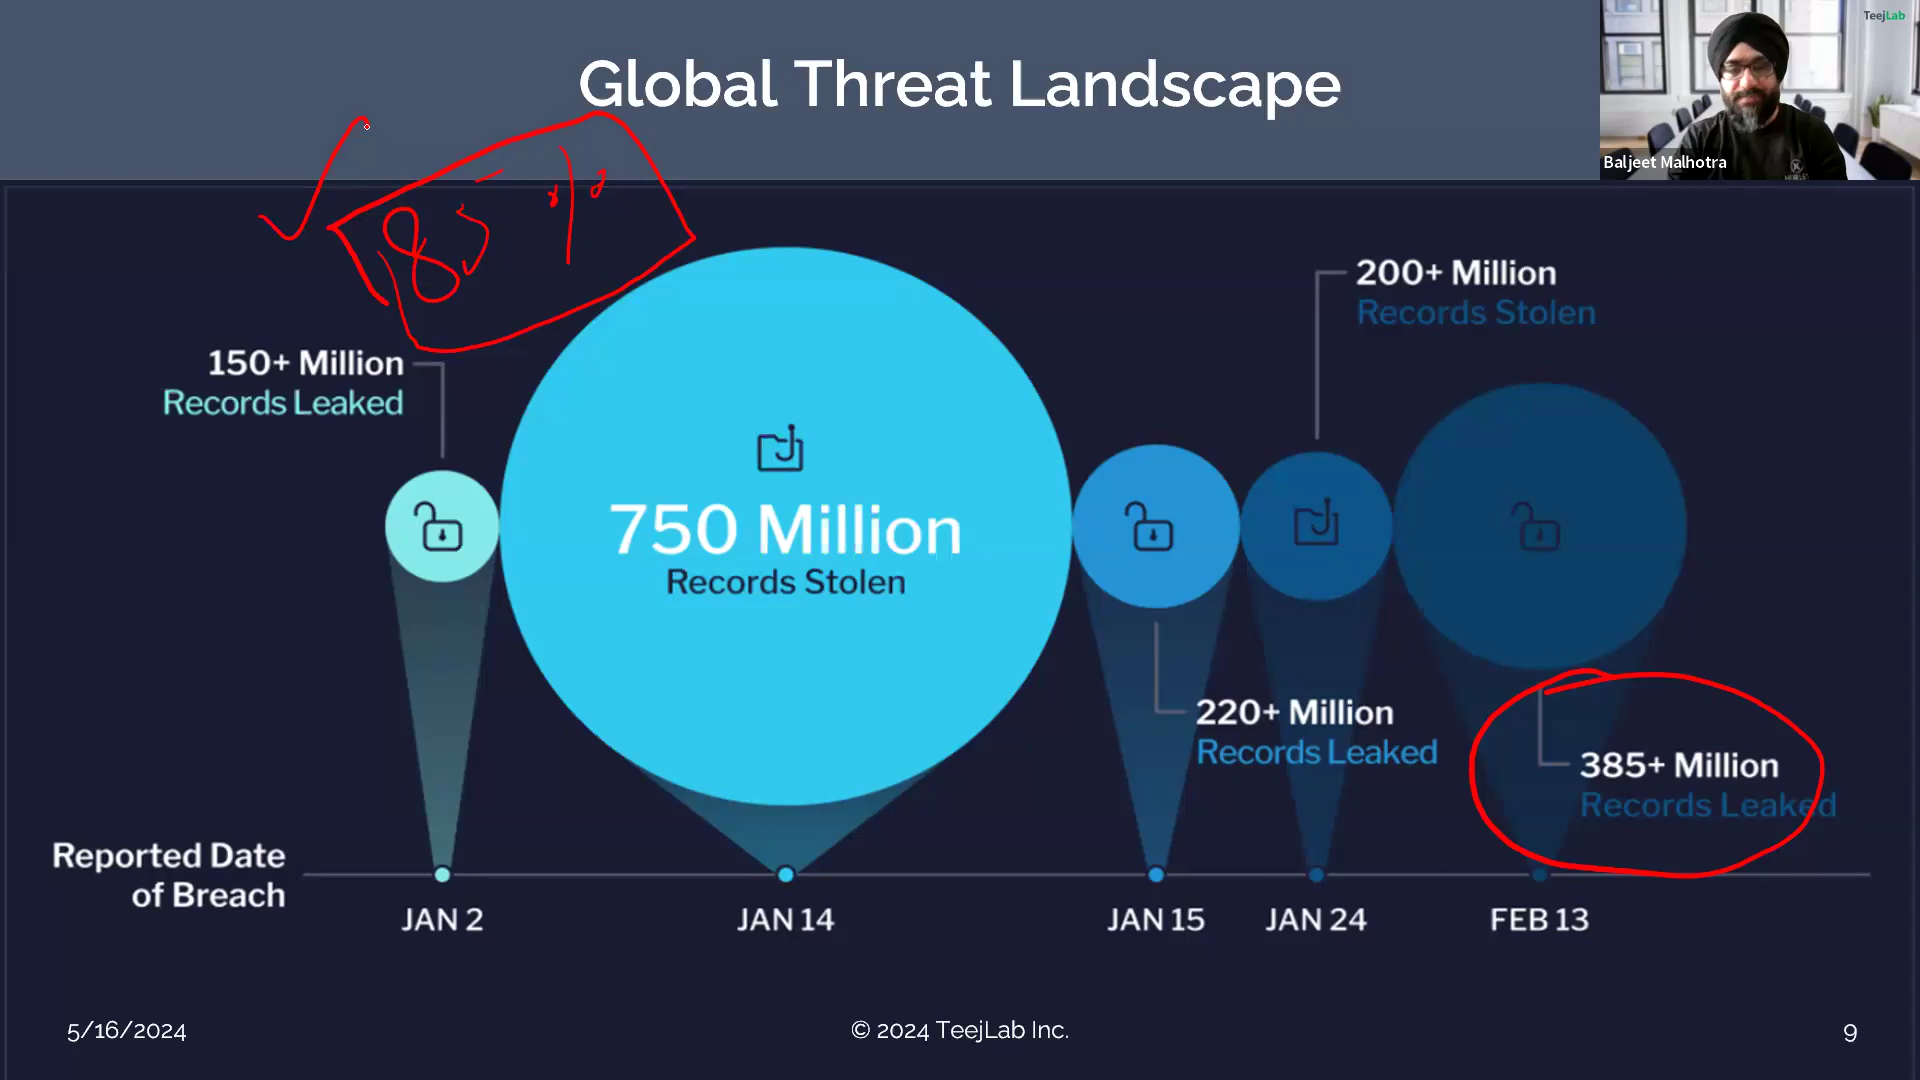 Global Threat Landscape
TeejLab
Baljeet Malhotra
85%
200+ Million
Records Stolen
150+ Million
Records Leaked
750 Million
Records Stolen
220+ Million
Records Leaked
385+ Million
Records Leaked
Reported Date
of Breach
JAN 2
JAN 14
JAN 15
JAN 24
FEB 13
5/16/2024
© 2024 TeejLab Inc.
9